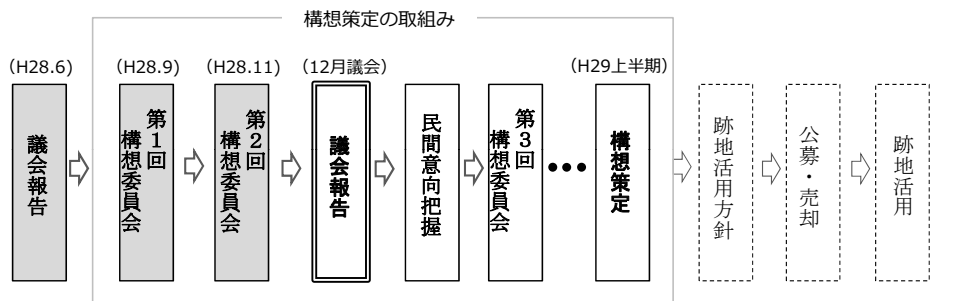 構想策定の取組み
(H28.6)
議会報告
(H28.9)
第1回
構想委員会
(H28.11)
第2回
構想委員会
(12月議会)
議会報告
民間意向把握
第3回
構想委員会
•••
(H29上半期)
構想策定
跡地活用方針
公募・売却
跡地活用